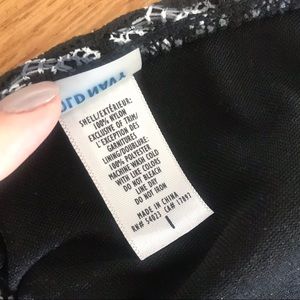 OLD NAVY
SHELL/EXTÉRIEUR:
100% NYLON
EXCLUSIVE OF TRIM/
L'EXCEPTION DES
GARNITURES
LINING/DOUBLURE:
100% POLYESTER
MACHINE WASH COLD
WITH LIKE COLORS
DO NOT BLEACH
LINE DRY
DO NOT IRON
MADE IN CHINA
RN# 54023 CA# 17897